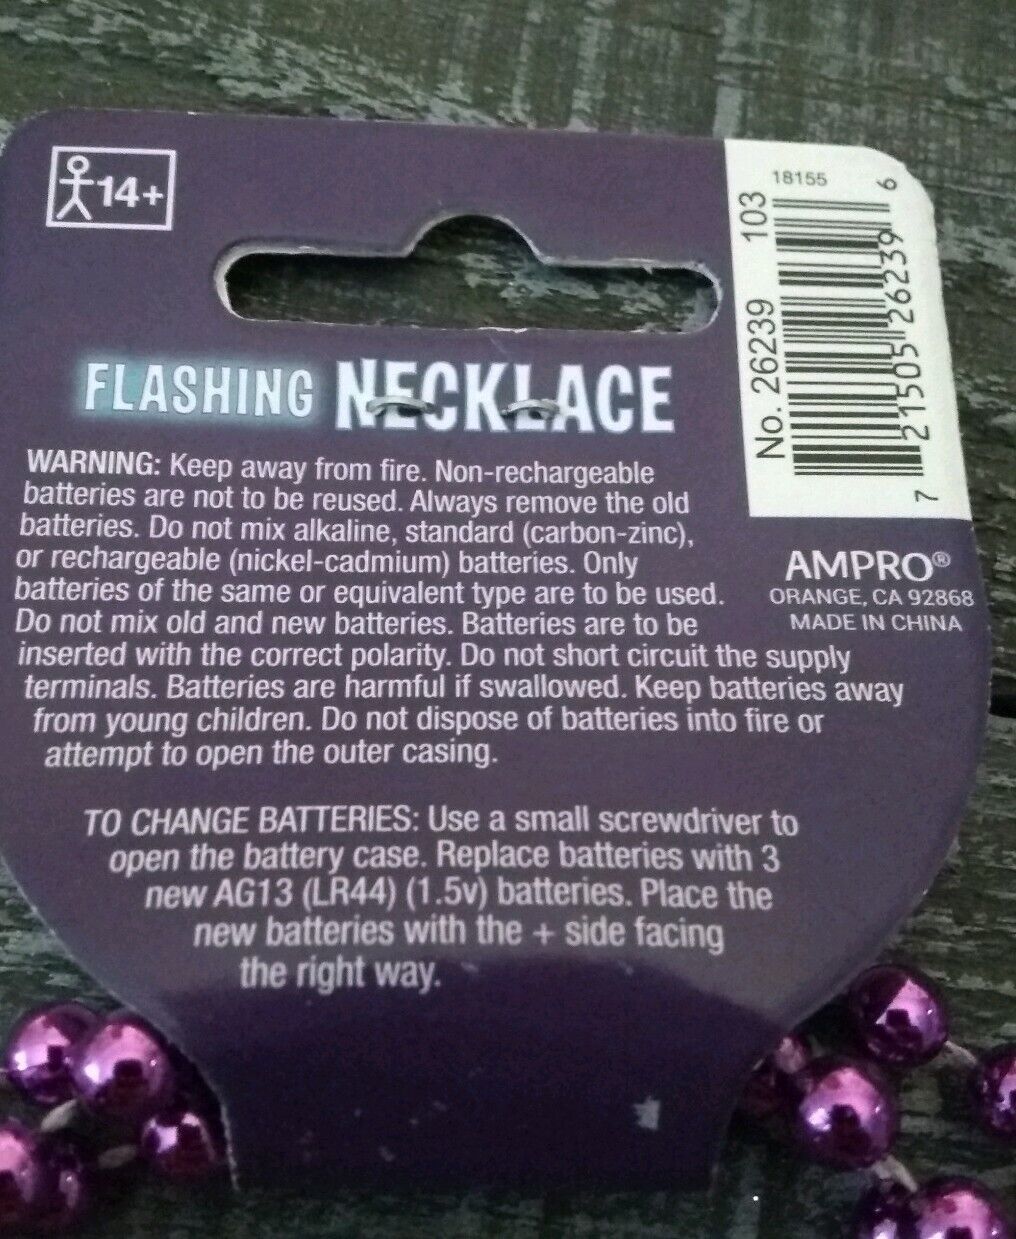 14+
18155
No. 26239 103
7 21505 26239 6
FLASHING NECKLACE
WARNING: Keep away from fire. Non-rechargeable
batteries are not to be reused. Always remove the old
batteries. Do not mix alkaline, standard (carbon-zinc),
or rechargeable (nickel-cadmium) batteries. Only
batteries of the same or equivalent type are to be used.
Do not mix old and new batteries. Batteries are to be
inserted with the correct polarity. Do not short circuit the supply
terminals. Batteries are harmful if swallowed. Keep batteries away
from young children. Do not dispose of batteries into fire or
attempt to open the outer casing.
AMPRO®
ORANGE, CA 92868
MADE IN CHINA
TO CHANGE BATTERIES: Use a small screwdriver to
open the battery case. Replace batteries with 3
new AG13 (LR44) (1.5v) batteries. Place the
new batteries with the + side facing
the right way.